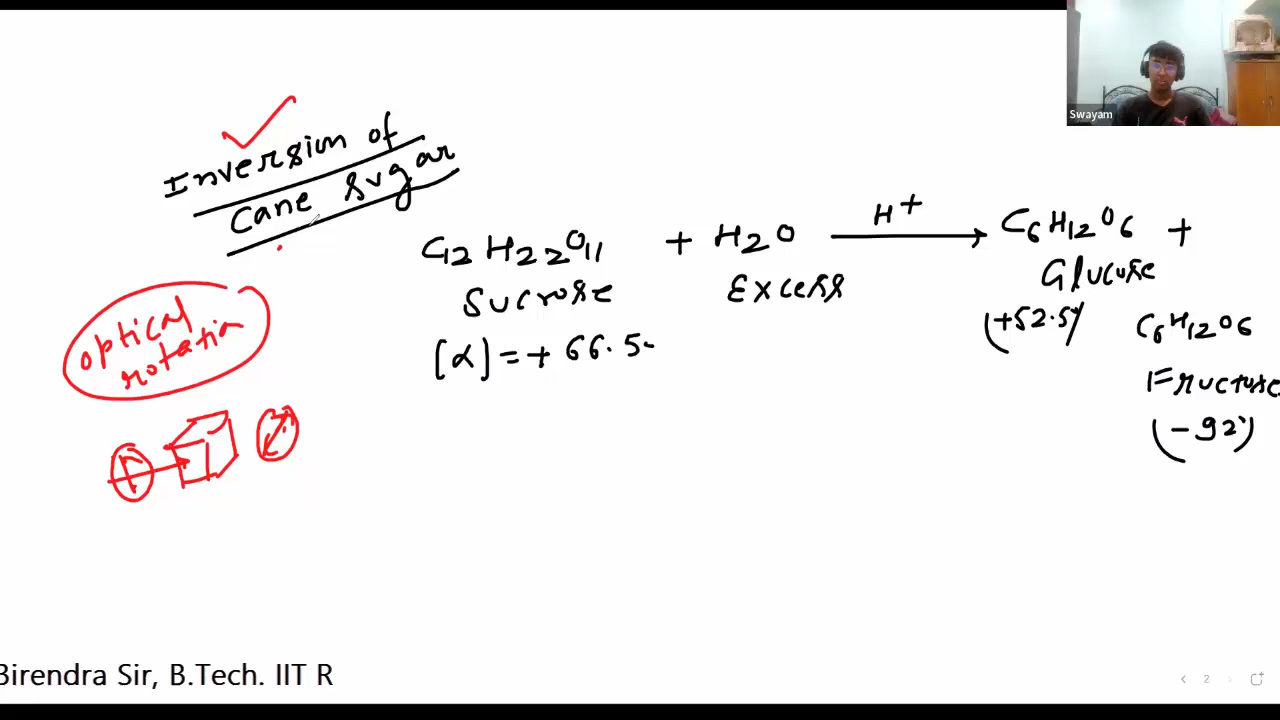 Inversion of
Cane Sugar
C12H22O11 + H2O H+ C6H12O6 +
Sucrose Excess Glucose
(+52.5°) C6H12O6
[α] = + 66.5°
Fructose
(-92°)
optical
rotation
Swayam
Birendra Sir, B.Tech. IIT R
2